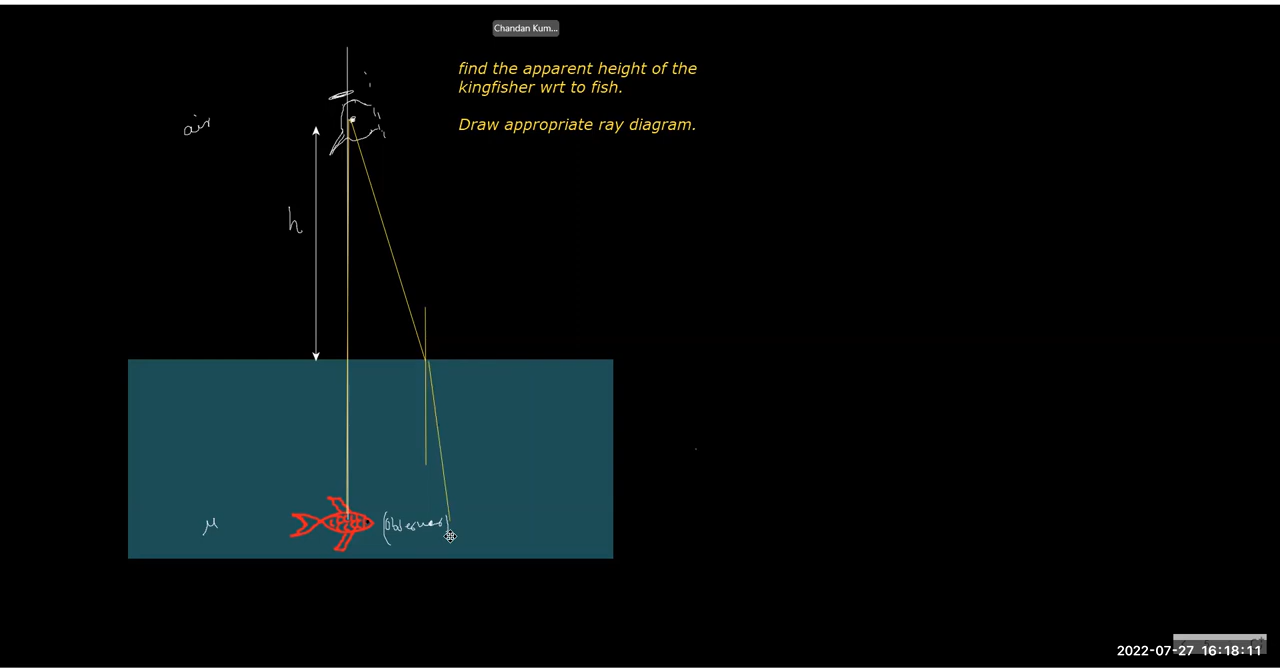 Chandan Kum...
find the apparent height of the
kingfisher wrt to fish.
Draw appropriate ray diagram.
air
h
μ
(Observer)
2022-07-27 16:18:11